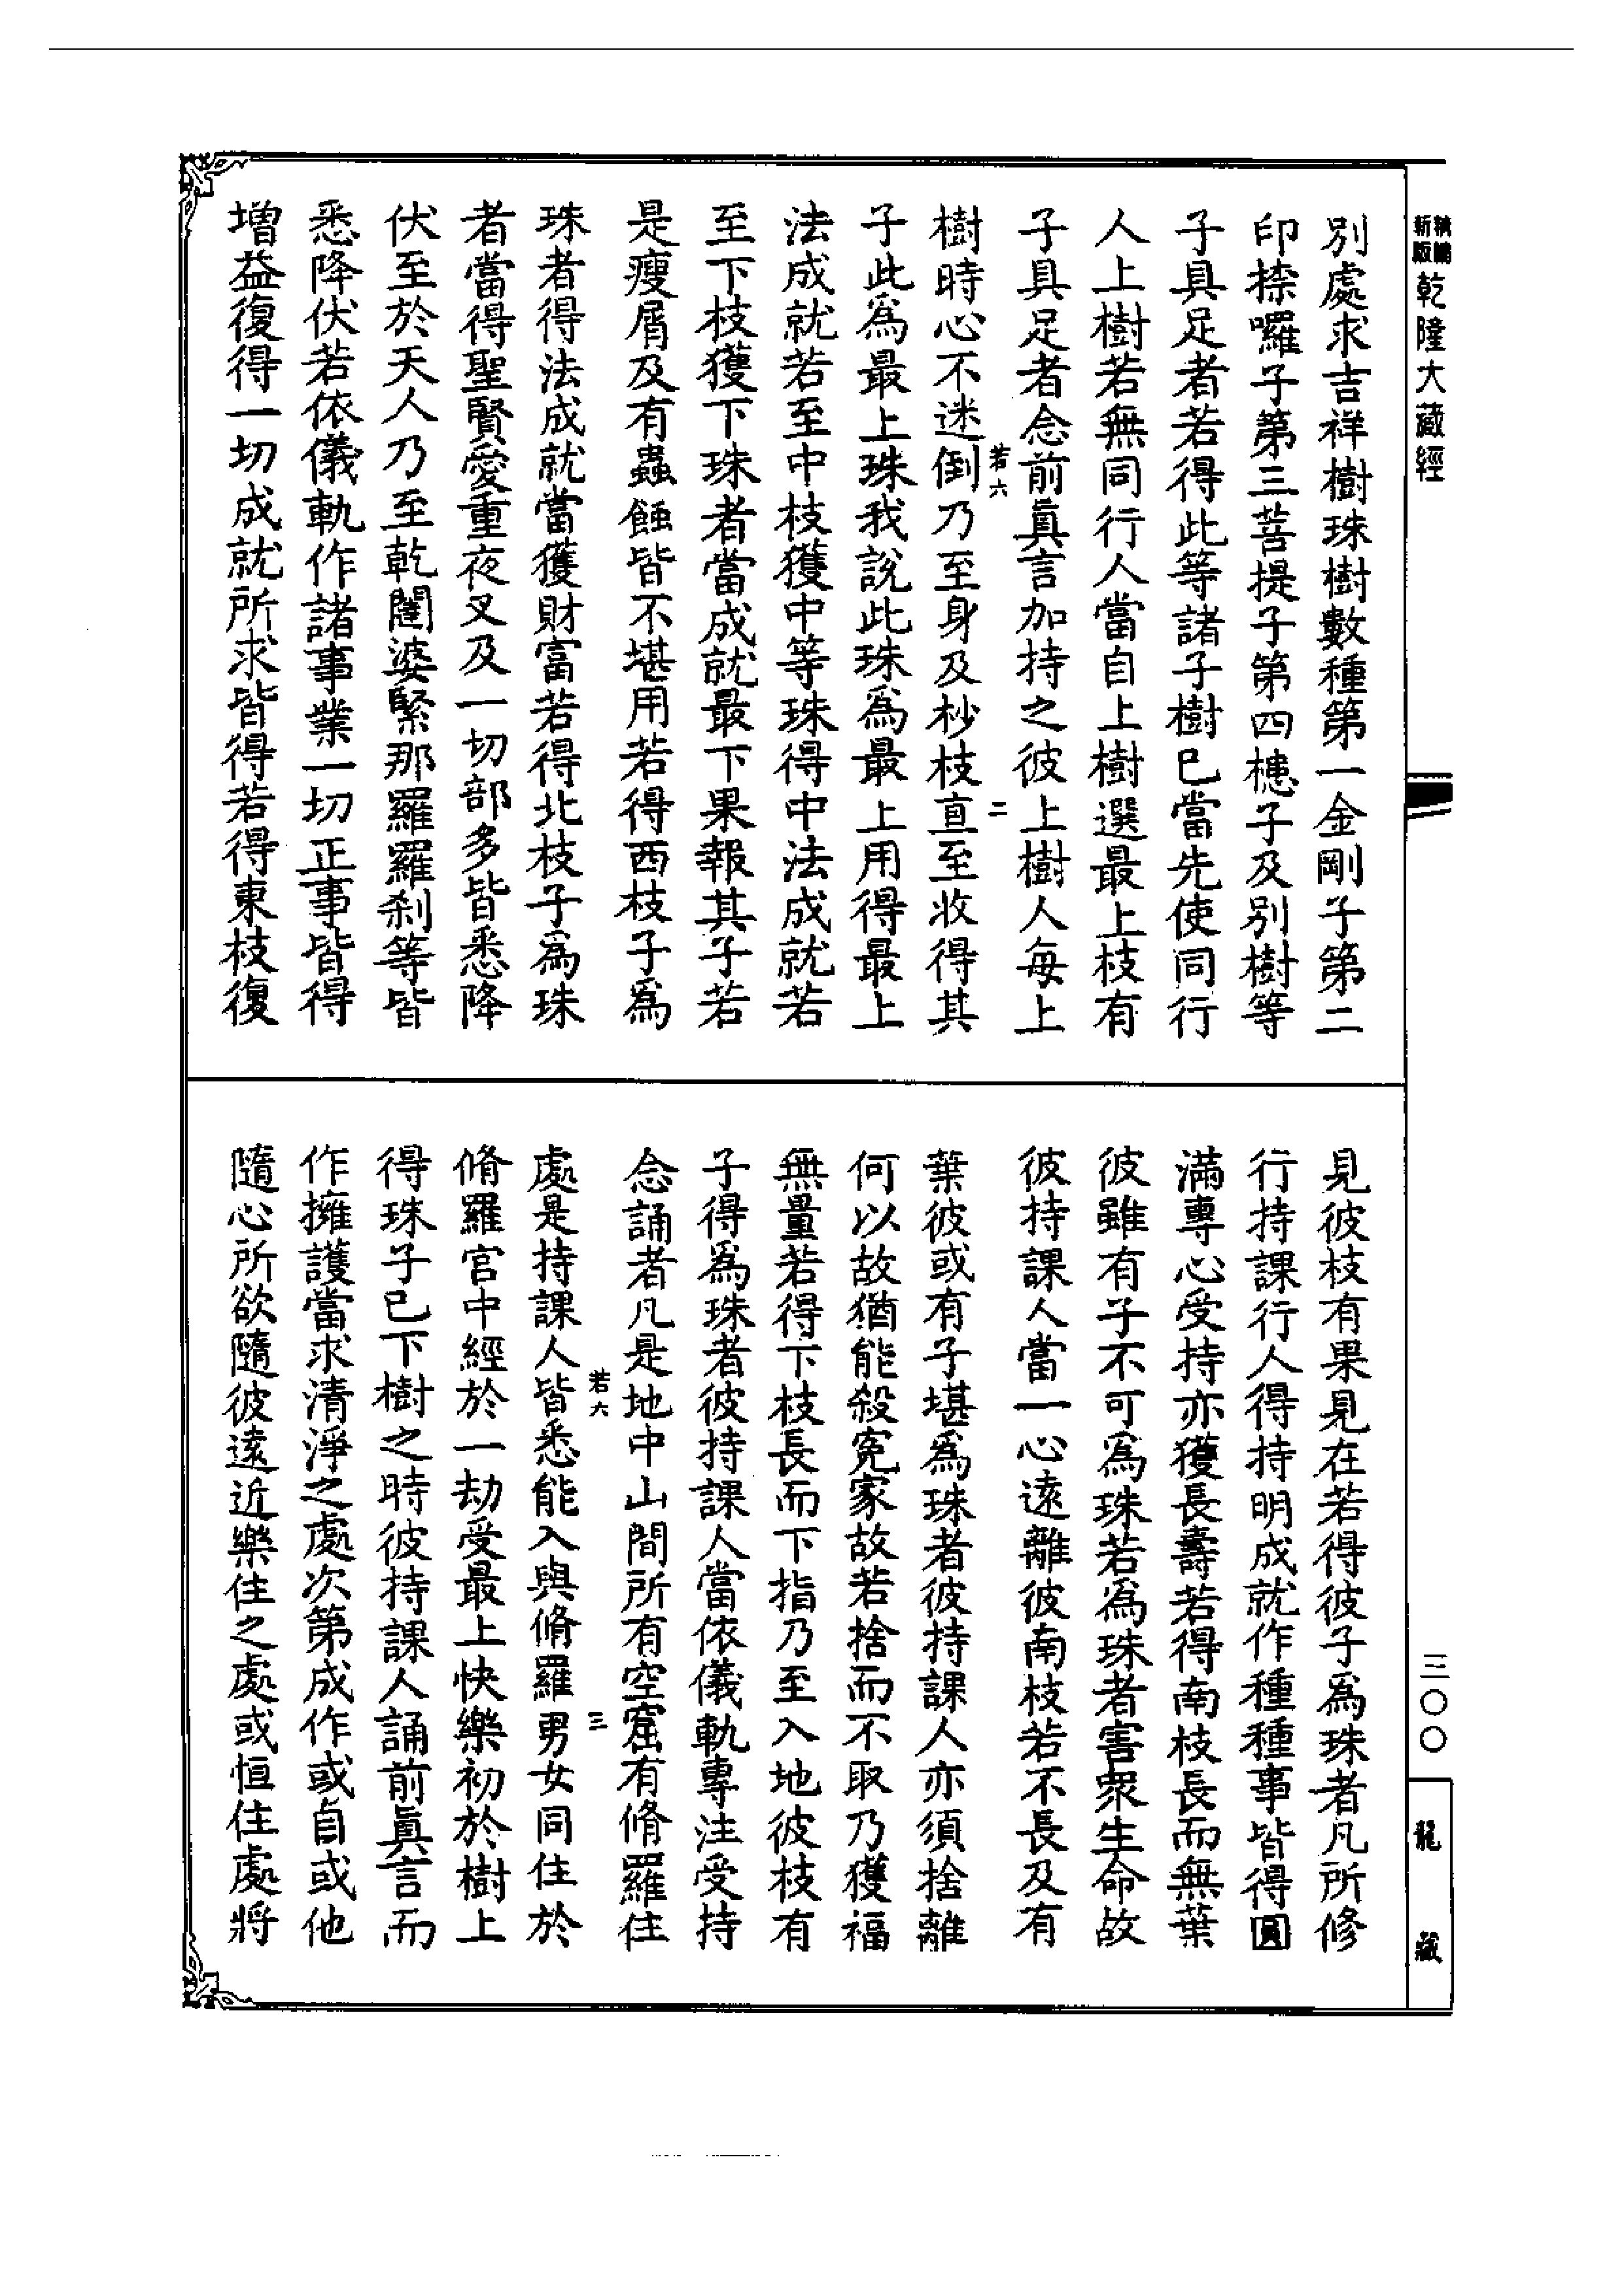 新版
精編
乾隆大藏經
三〇〇
龍藏
別處求吉祥樹珠樹數種第一金剛子第二
印捺囉子第三菩提子第四槵子及別樹等
子具足者若得此等諸子樹已當先使同行
人上樹若無同行人當自上樹選最上枝有
子具足者念前眞言加持之彼上樹人每上
若六
二
樹時心不迷倒乃至身及杪枝直至收得其
子此爲最上珠我說此珠爲最上用得最上
法成就若至中枝獲中等珠得中法成就若
至下枝獲下珠者當成就最下果報其子若
是瘦屑及有蟲蝕皆不堪用若得西枝子爲
珠者得法成就當獲財富若得北枝子爲珠
者當得聖賢愛重夜叉及一切部多皆悉降
伏至於天人乃至乾闥婆緊那羅羅刹等皆
悉降伏若依儀軌作諸事業一切正事皆得
增益復得一切成就所求皆得若得東枝復
見彼枝有果見在若得彼子爲珠者凡所修
行持課行人得持明成就作種種事皆得圓
滿專心受持亦獲長壽若得南枝長而無葉
彼雖有子不可爲珠若爲珠者害衆生命故
彼持課人當一心遠離彼南枝若不長及有
葉彼或有子堪爲珠者彼持課人亦須捨離
何以故猶能殺寃家故若捨而不取乃獲福
無量若得下枝長而下指乃至入地彼枝有
子得爲珠者彼持課人當依儀軌專注受持
念誦者凡是地中山間所有空窟有脩羅住
若六
三
處是持課人皆悉能入與脩羅男女同住於
脩羅宮中經於一劫受最上快樂初於樹上
得珠子已下樹之時彼持課人誦前眞言而
作擁護當求清淨之處次第成作或自或他
隨心所欲隨彼遠近樂住之處或恒住處將